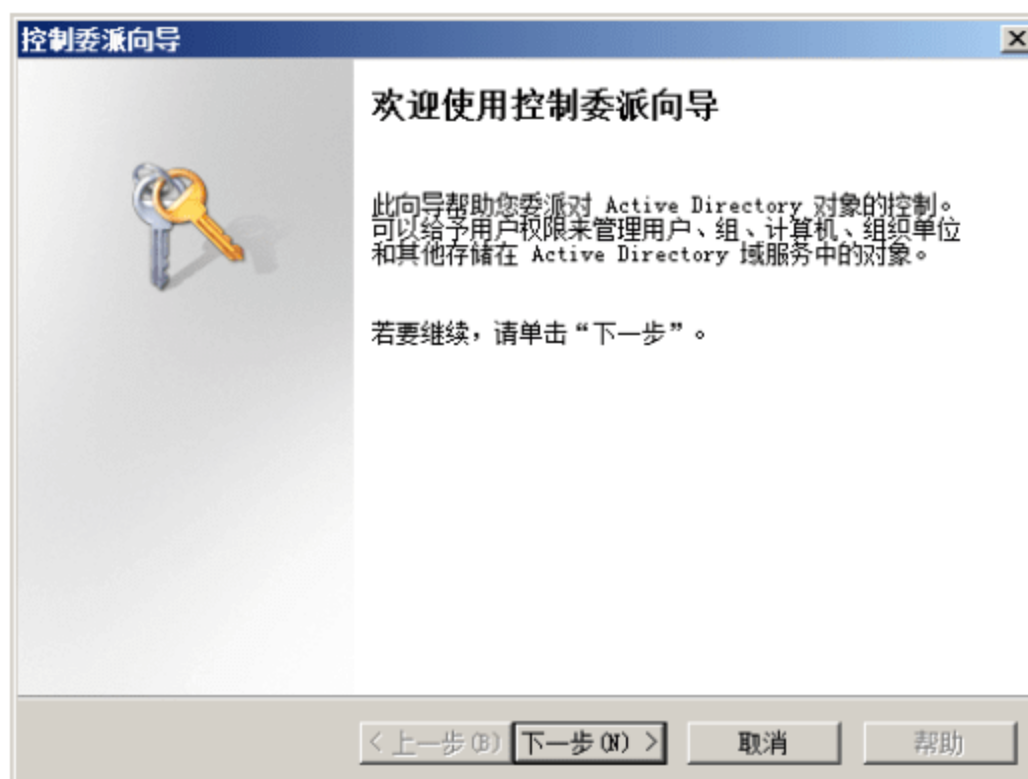 控制委派向导
欢迎使用控制委派向导
此向导帮助您委派对 Active Directory 对象的控制。
可以给予用户权限来管理用户、组、计算机、组织单位
和其他存储在 Active Directory 域服务中的对象。
若要继续，请单击“下一步”。
< 上一步(B) 下一步(N) > 取消 帮助